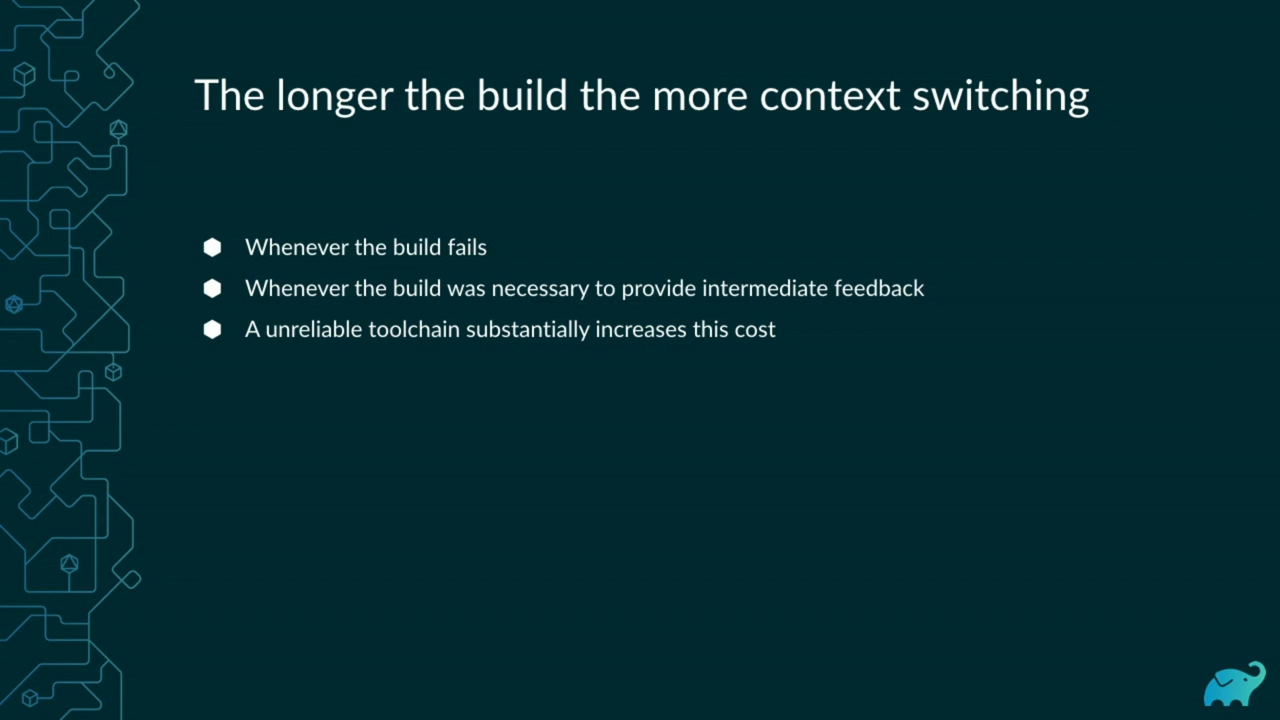 The longer the build the more context switching
Whenever the build fails
Whenever the build was necessary to provide intermediate feedback
A unreliable toolchain substantially increases this cost